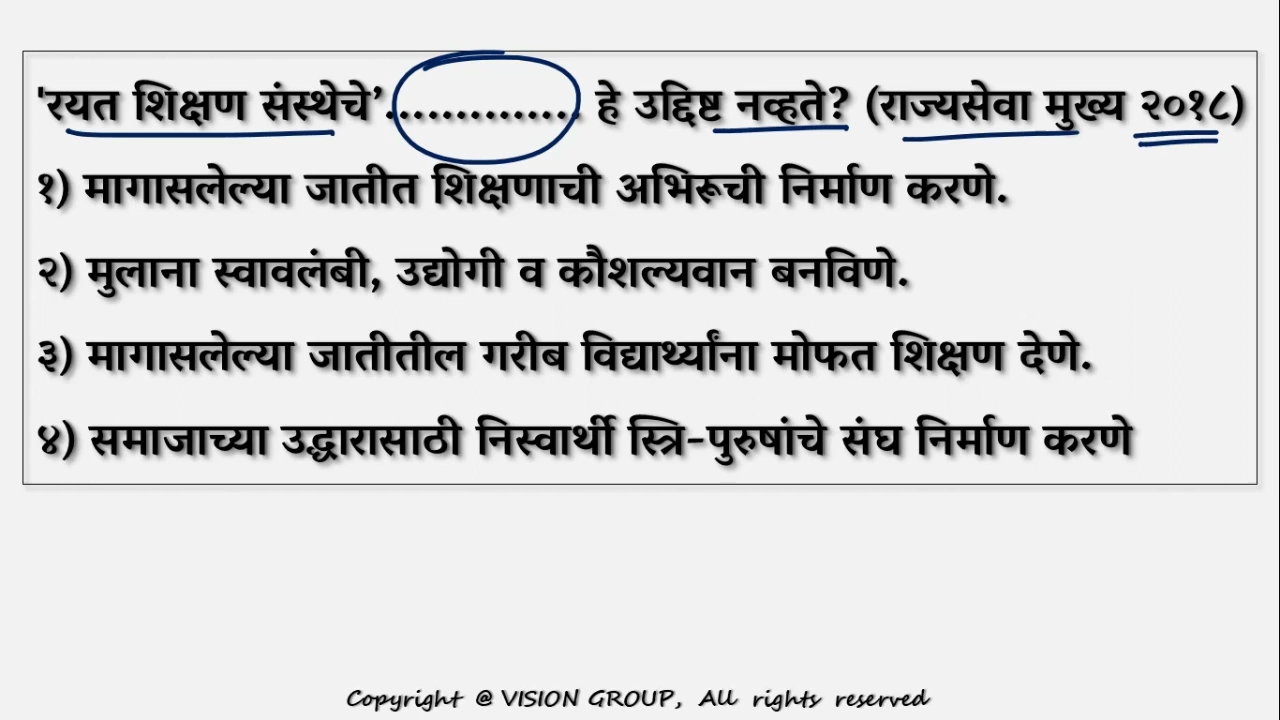 'रयत शिक्षण संस्थेचे’.............. हे उद्दिष्ट नव्हते? (राज्यसेवा मुख्य २०१८)
१) मागासलेल्या जातीत शिक्षणाची अभिरूची निर्माण करणे.
२) मुलाना स्वावलंबी, उद्योगी व कौशल्यवान बनविणे.
३) मागासलेल्या जातीतील गरीब विद्यार्थ्यांना मोफत शिक्षण देणे.
४) समाजाच्या उद्धारासाठी निस्वार्थी स्त्रि-पुरुषांचे संघ निर्माण करणे
Copyright @ VISION GROUP, All rights reserved